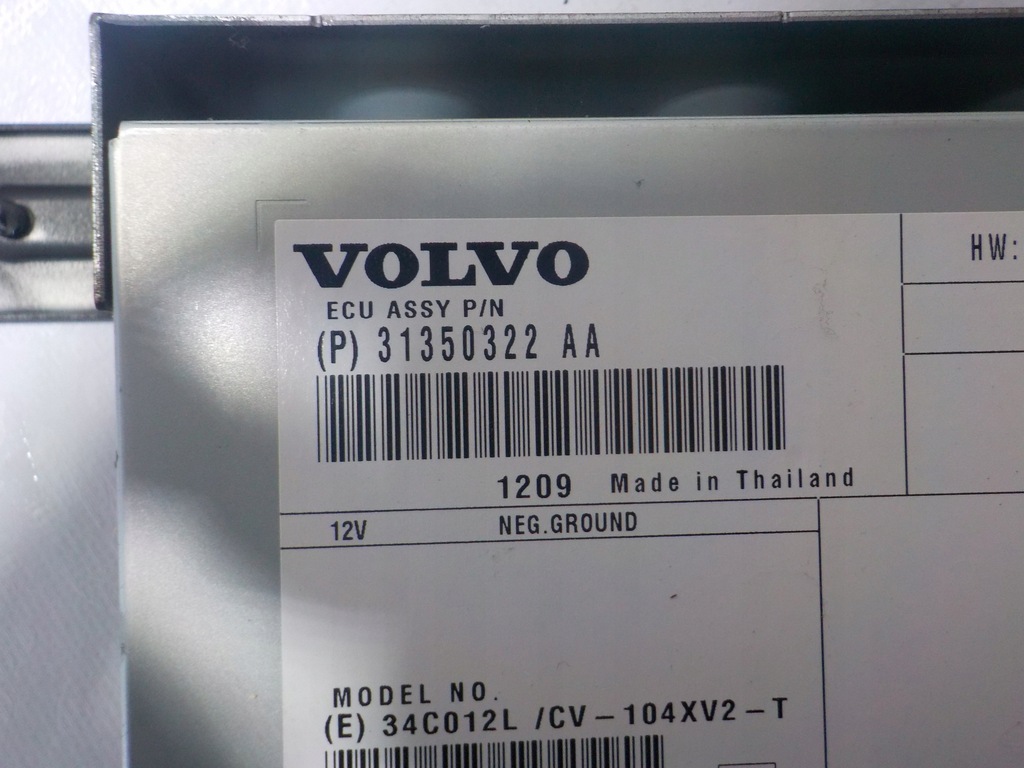 VOLVO
HW:
ECU ASSY P/N
(P) 31350322 AA
1209 Made in Thailand
12V NEG.GROUND
MODEL NO.
(E) 34C012L /CV-104XV2-T